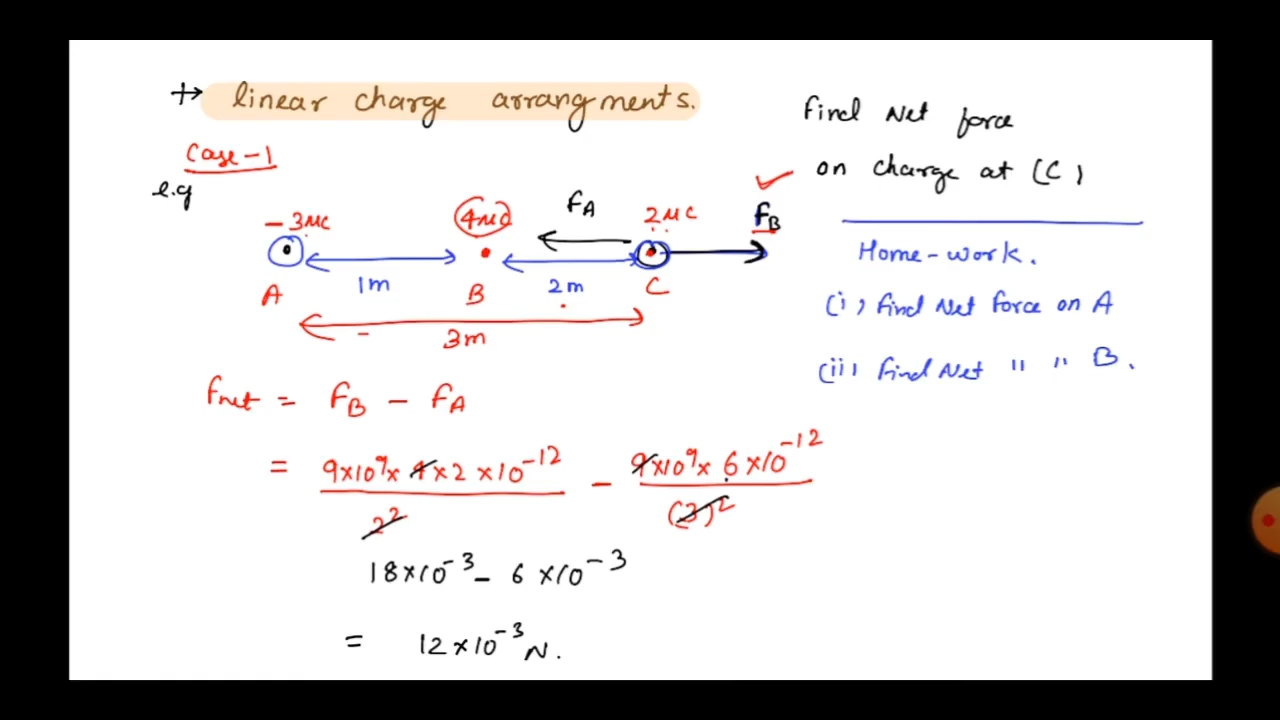 linear charge arrangments.
Case-1
e.g
-3μC 4μC FA 2μC FB
A 1m B 2m C
3m
find Net force
on charge at (C)
Home-work.
(i) find Net force on A
(ii) find Net " " B.
Fnet = FB - FA
= 9×10⁹×4×2×10⁻¹² / 2² - 9×10⁹×6×10⁻¹² / (3)²
18×10⁻³ - 6×10⁻³
= 12×10⁻³ N.